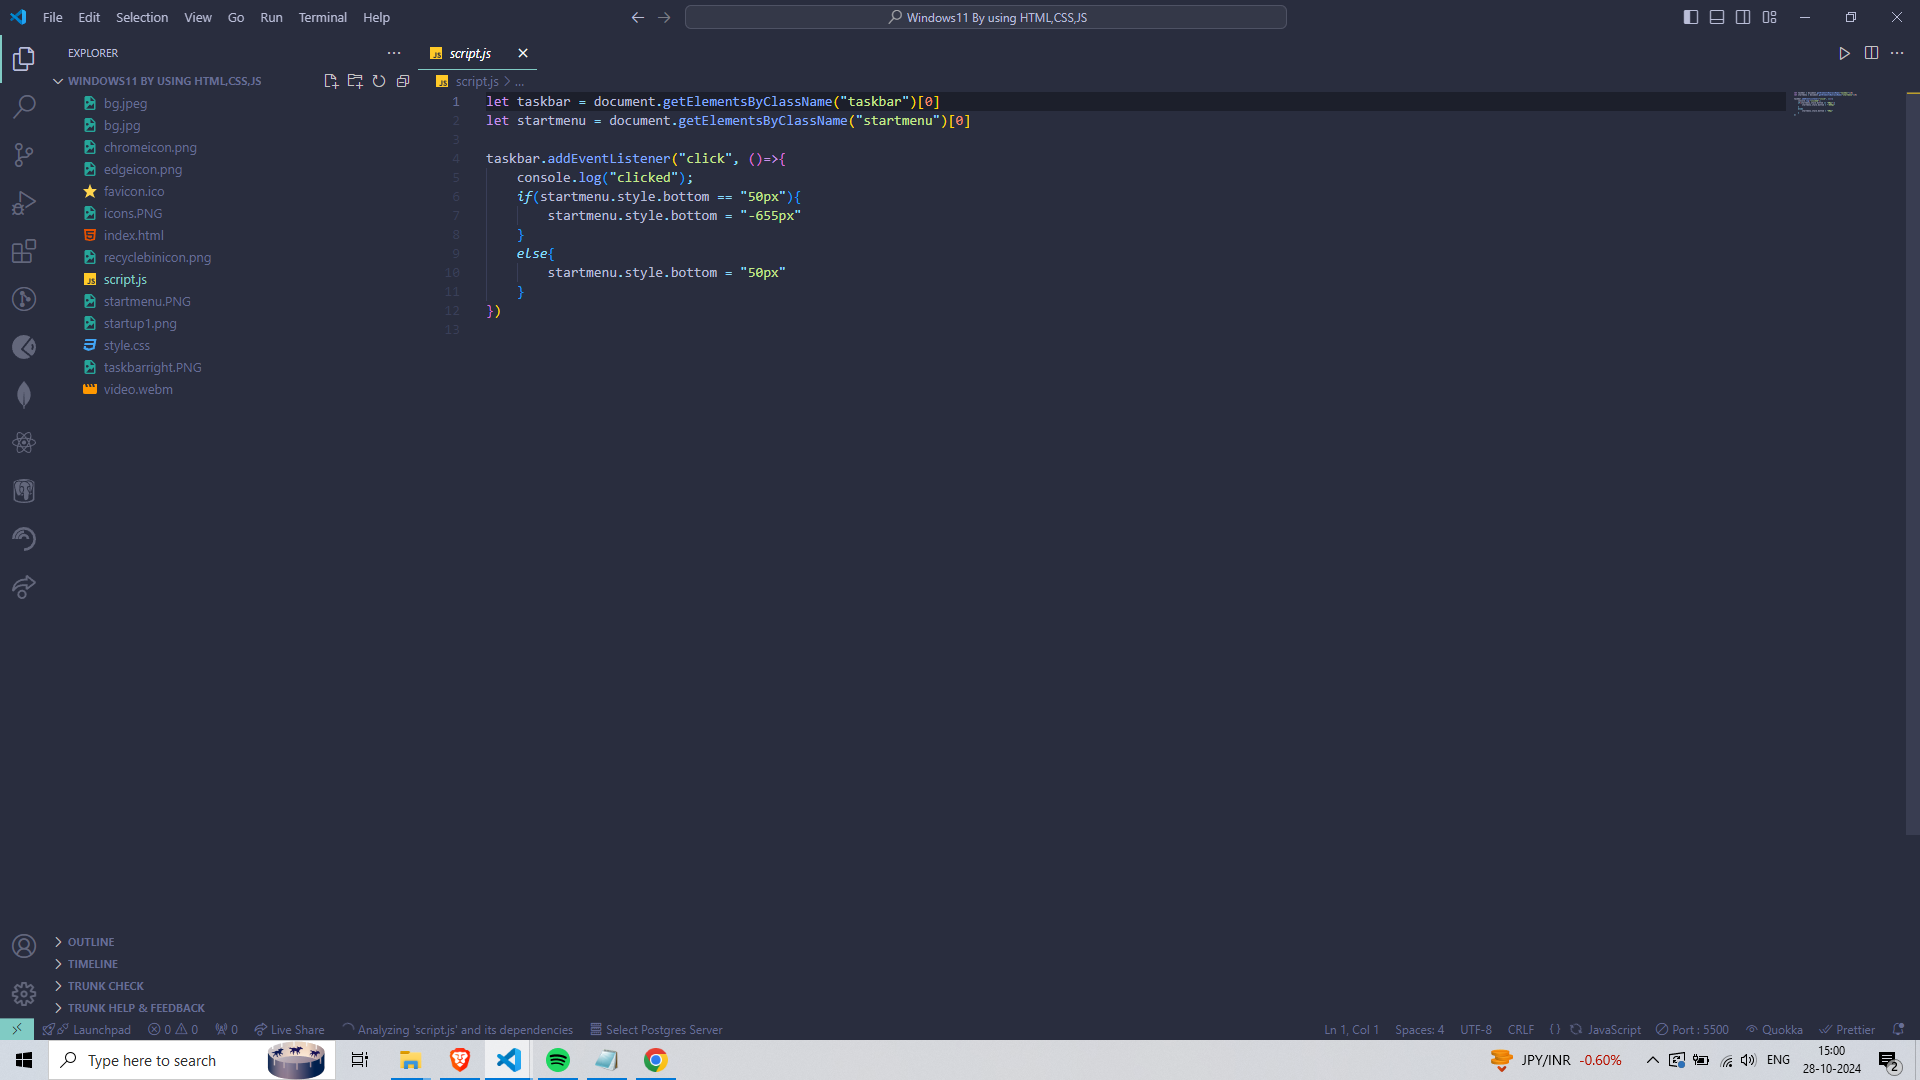 File Edit Selection View Go Run Terminal Help
Windows11 By using HTML,CSS,JS
EXPLORER
WINDOWS11 BY USING HTML,CSS,JS
bg.jpeg
bg.jpg
chromeicon.png
edgeicon.png
favicon.ico
icons.PNG
index.html
recyclebinicon.png
script.js
startmenu.PNG
startup1.png
style.css
taskbarright.PNG
video.webm
OUTLINE
TIMELINE
TRUNK CHECK
TRUNK HELP & FEEDBACK
JS script.js
JS script.js > ...
1 let taskbar = document.getElementsByClassName("taskbar")[0]
2 let startmenu = document.getElementsByClassName("startmenu")[0]
3
4 taskbar.addEventListener("click", ()=>{
5 console.log("clicked");
6 if(startmenu.style.bottom == "50px"){
7 startmenu.style.bottom = "-655px"
8 }
9 else{
10 startmenu.style.bottom = "50px"
11 }
12 })
13
Launchpad 0 0 0 Live Share Analyzing 'script.js' and its dependencies Select Postgres Server Ln 1, Col 1 Spaces: 4 UTF-8 CRLF {} JavaScript Port : 5500 Quokka Prettier
Type here to search JPY/INR -0.60% ENG 15:00
28-10-2024 2